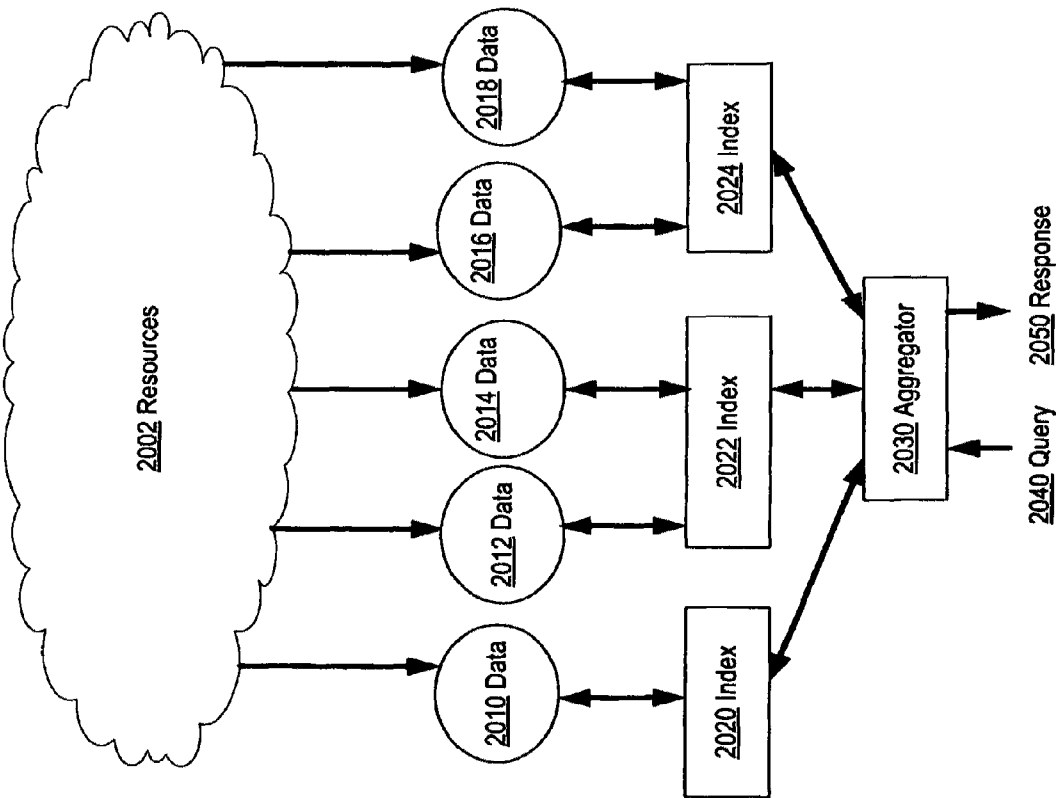 2002 Resources
2010 Data
2012 Data
2014 Data
2016 Data
2018 Data
2020 Index
2022 Index
2024 Index
2030 Aggregator
2040 Query
2050 Response